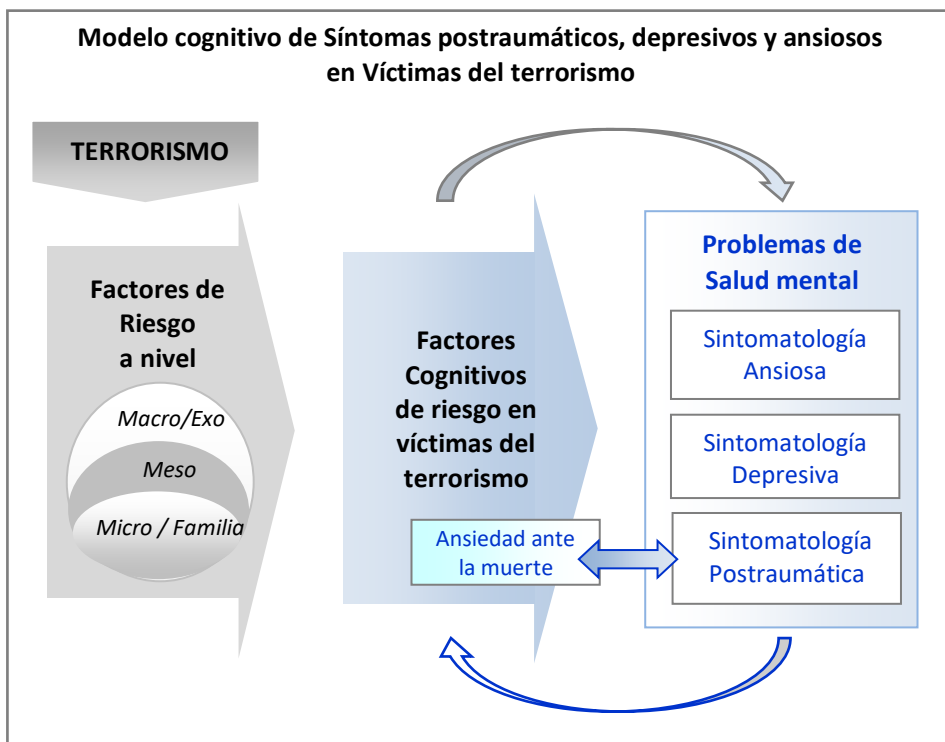 Modelo cognitivo de Síntomas postraumáticos, depresivos y ansiosos
en Víctimas del terrorismo
TERRORISMO
Factores de
Riesgo
a nivel
Macro/Exo
Meso
Micro / Familia
Factores
Cognitivos
de riesgo en
víctimas del
terrorismo
Ansiedad ante
la muerte
Problemas de
Salud mental
Sintomatología
Ansiosa
Sintomatología
Depresiva
Sintomatología
Postraumática